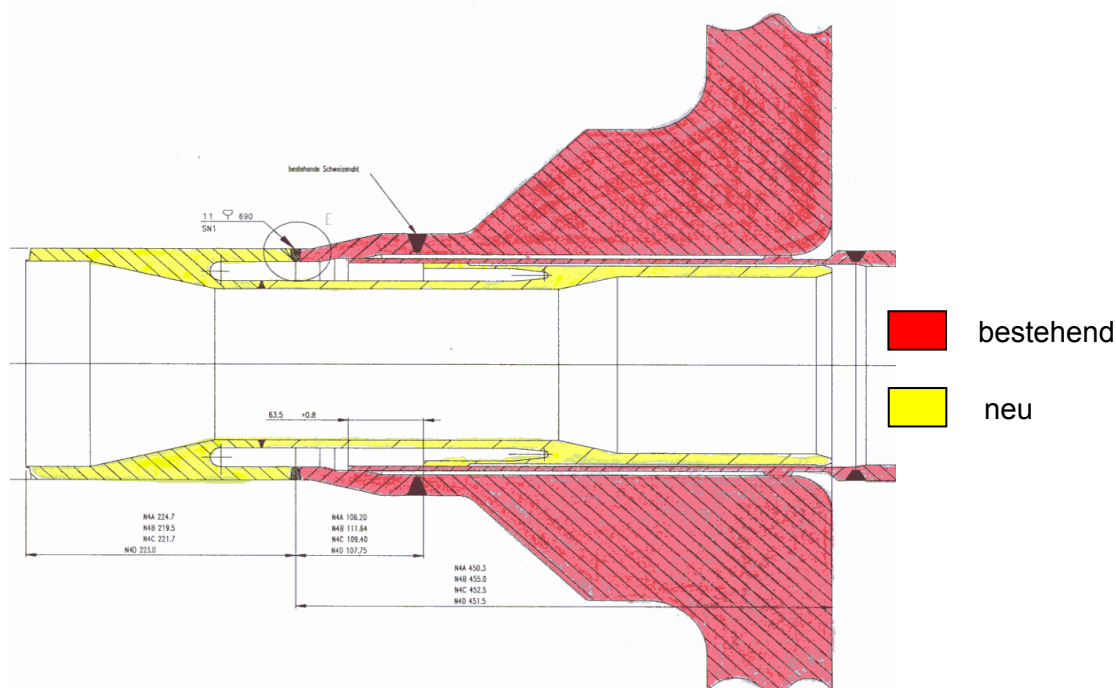 bestehende Schweissnaht
11 690
SN1
E
bestehend
neu
63.5 +0.8
N4A 224.7
N4B 219.5
N4C 221.7
N4D 223.0
N4A 106.20
N4B 111.64
N4C 109.40
N4D 107.75
N4A 450.3
N4B 455.0
N4C 452.5
N4D 451.5